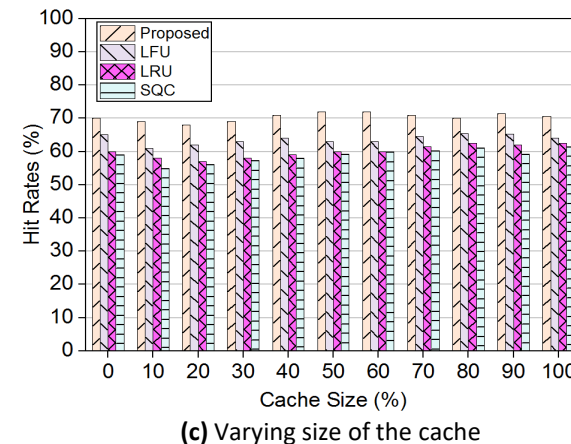 100
90
80
70
60
50
40
30
20
10
0
Hit Rates (%)
Proposed
LFU
LRU
SQC
0 10 20 30 40 50 60 70 80 90 100
Cache Size (%)
(c) Varying size of the cache